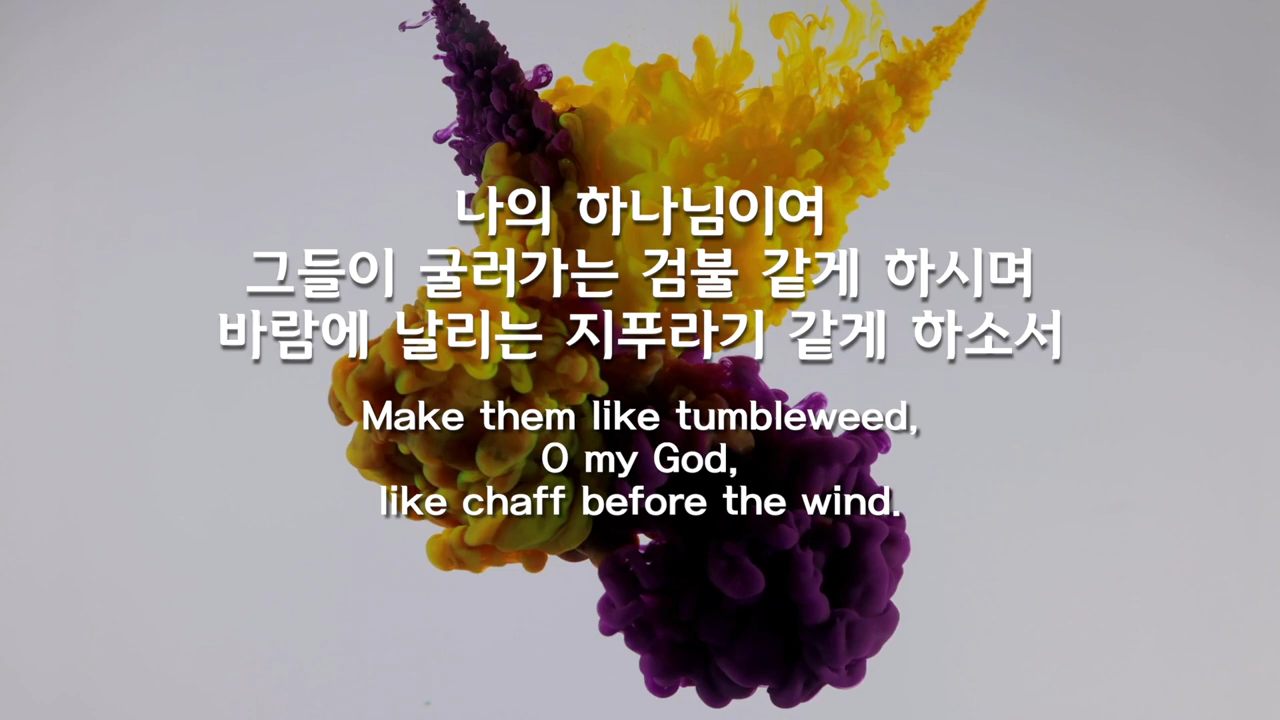 나의 하나님이여
그들이 굴러가는 검불 같게 하시며
바람에 날리는 지푸라기 같게 하소서
Make them like tumbleweed,
O my God,
like chaff before the wind.